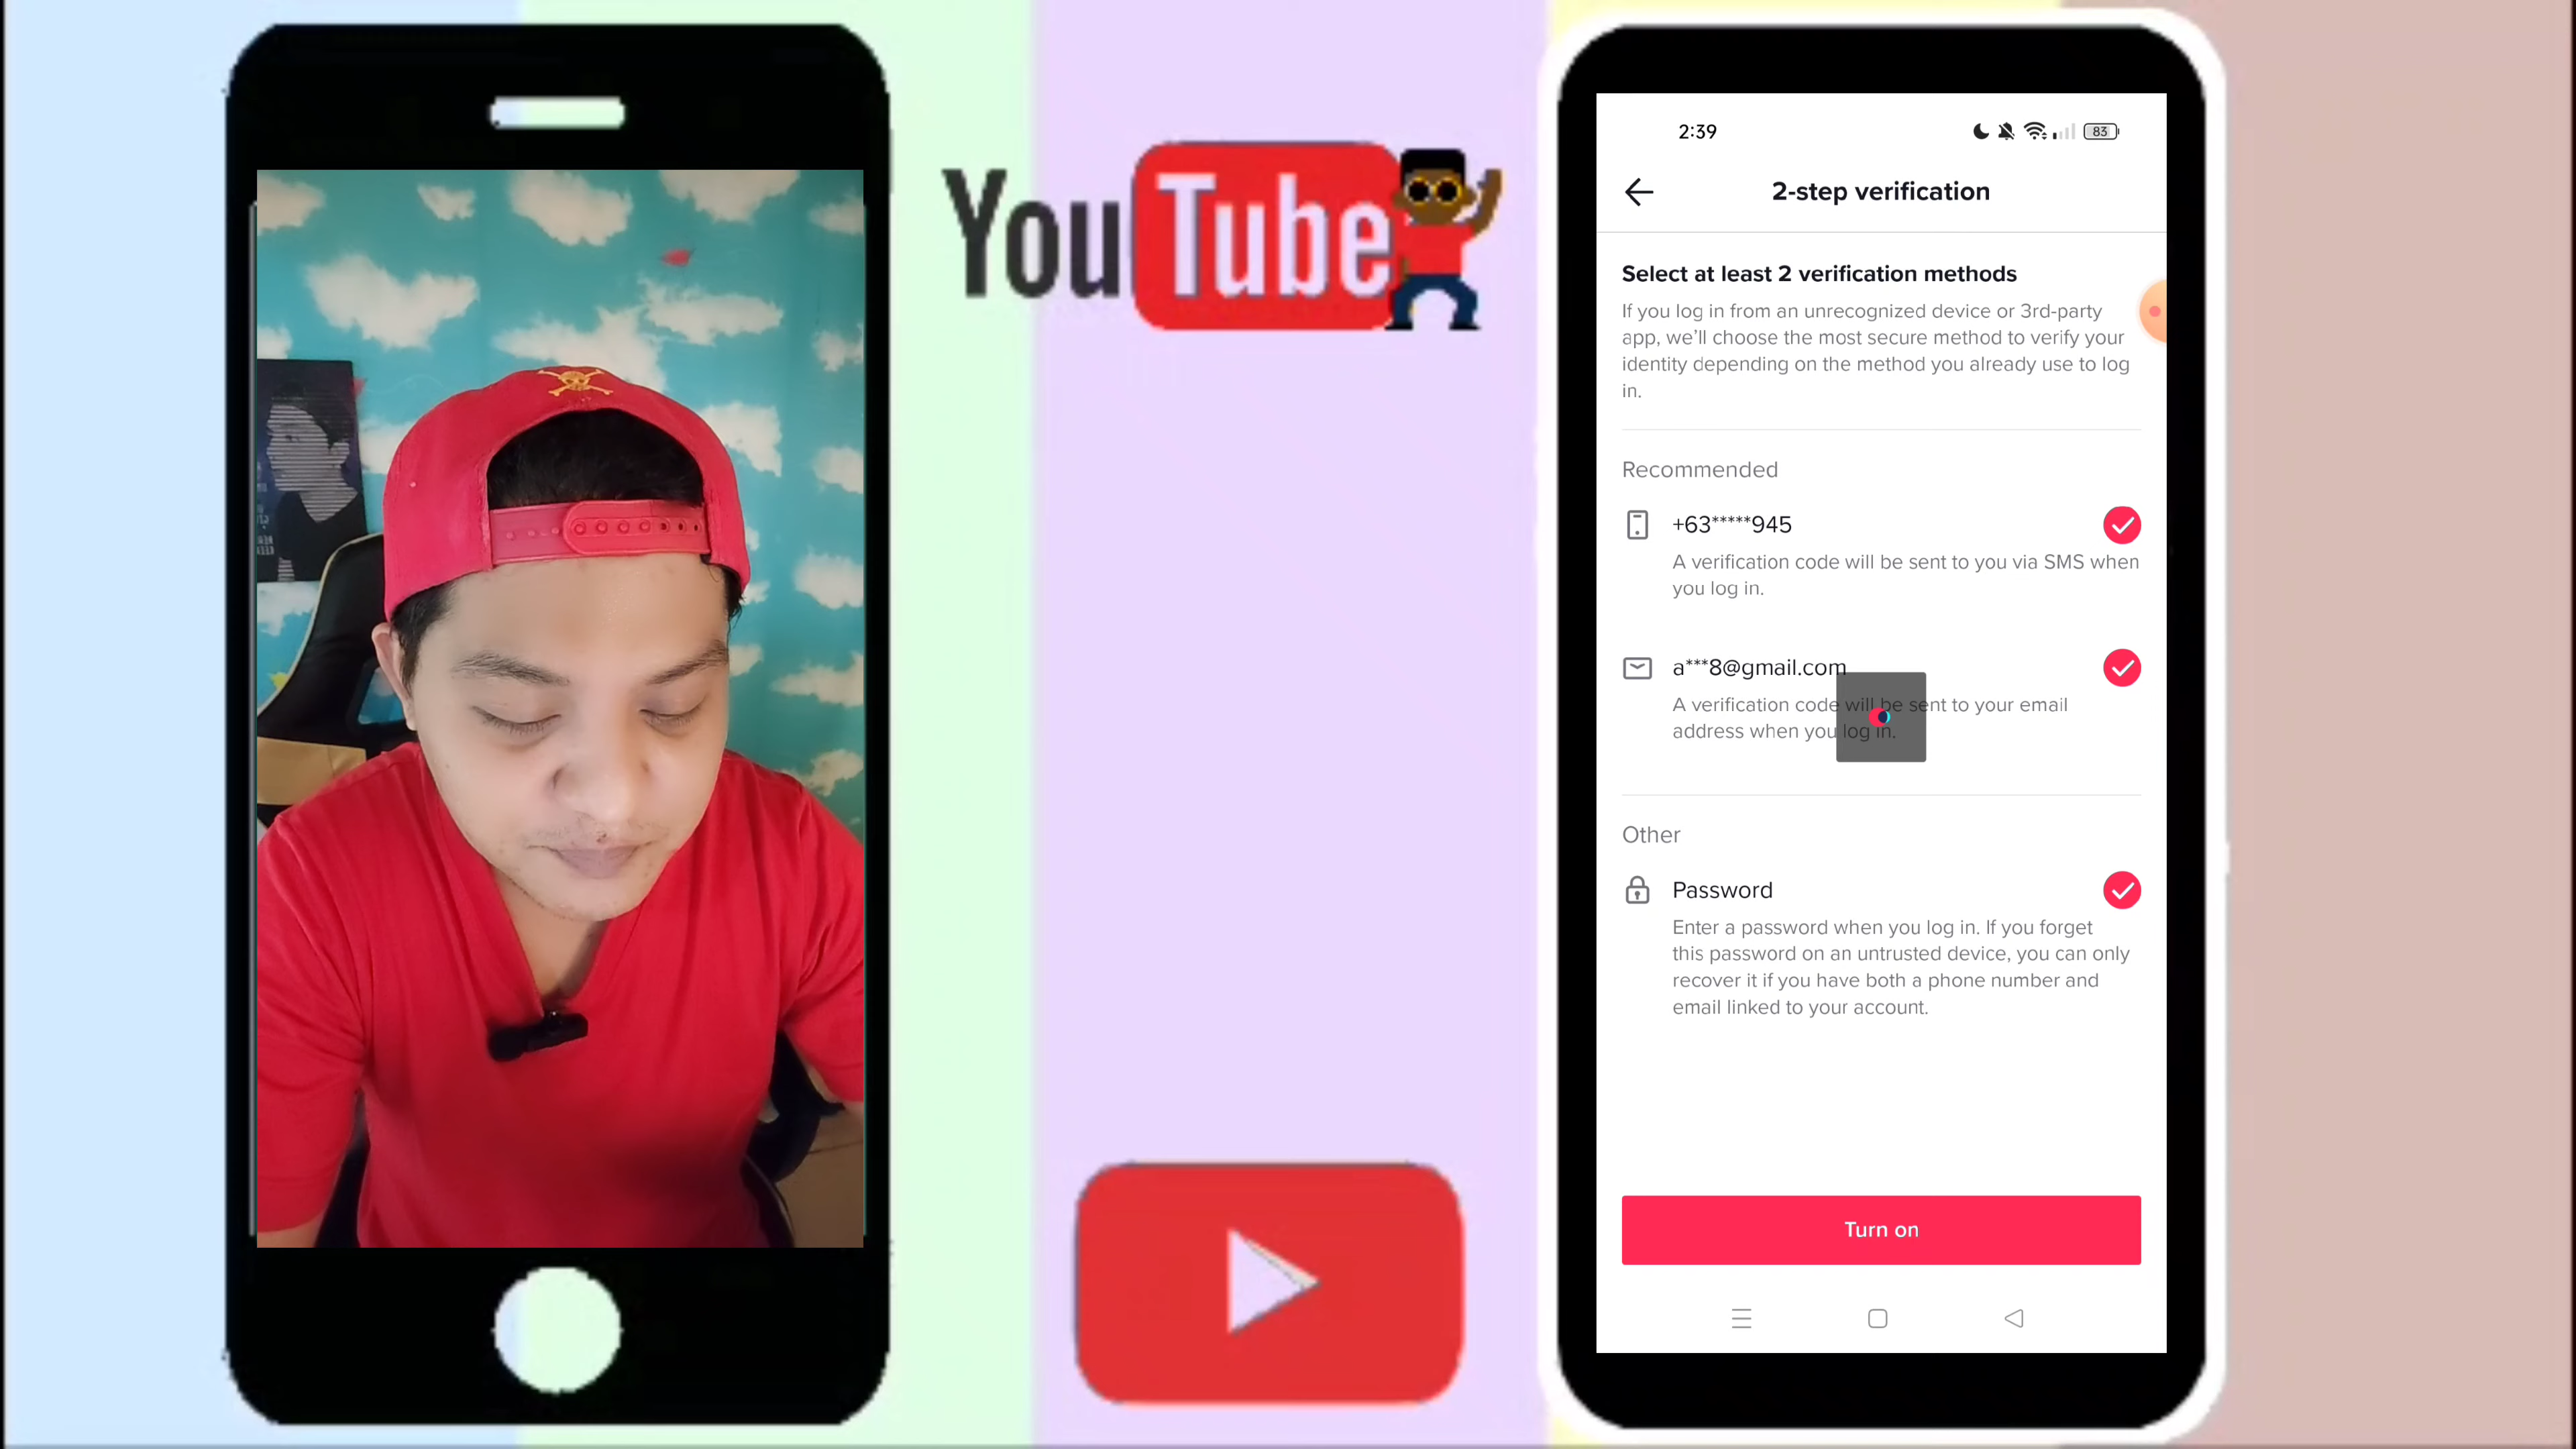 YouTube
2:39
83
2-step verification
Select at least 2 verification methods
If you log in from an unrecognized device or 3rd-party
app, we'll choose the most secure method to verify your
identity depending on the method you already use to log
in.
Recommended
+63*****945
A verification code will be sent to you via SMS when
you log in.
a***8@gmail.com
A verification code will be sent to your email
address when you log in.
Other
Password
Enter a password when you log in. If you forget
this password on an untrusted device, you can only
recover it if you have both a phone number and
email linked to your account.
Turn on